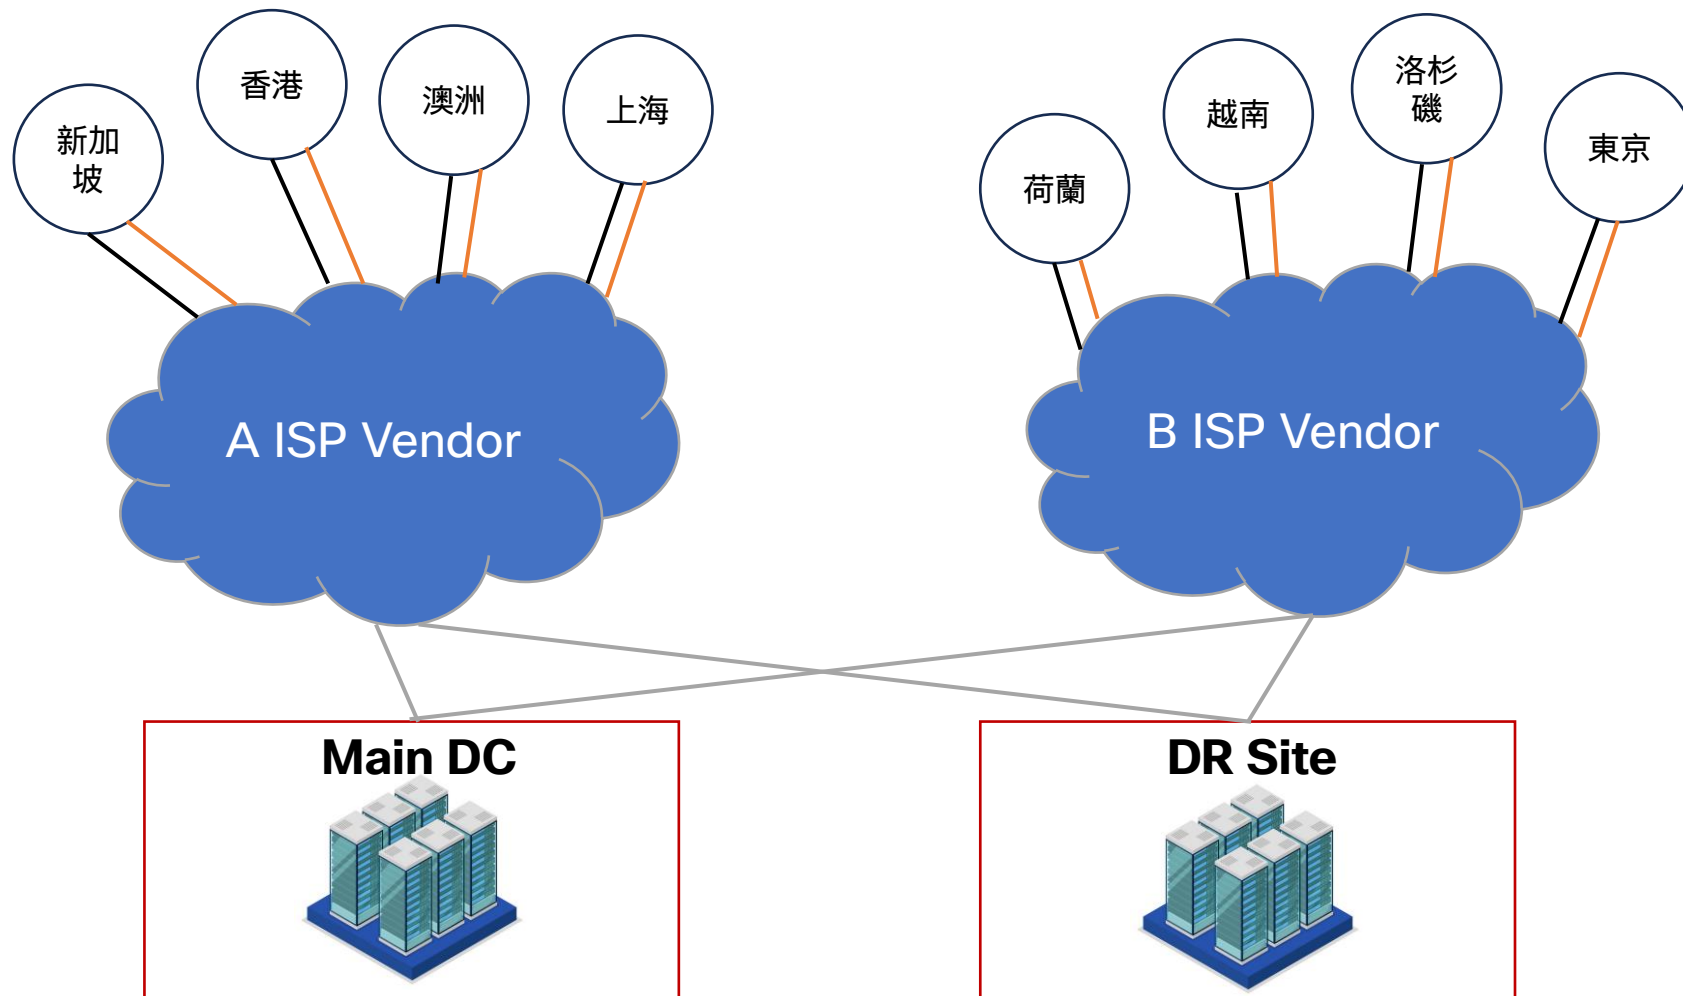 新加
坡
香港
澳洲
上海
荷蘭
越南
洛杉
磯
東京
A ISP Vendor
B ISP Vendor
Main DC
DR Site